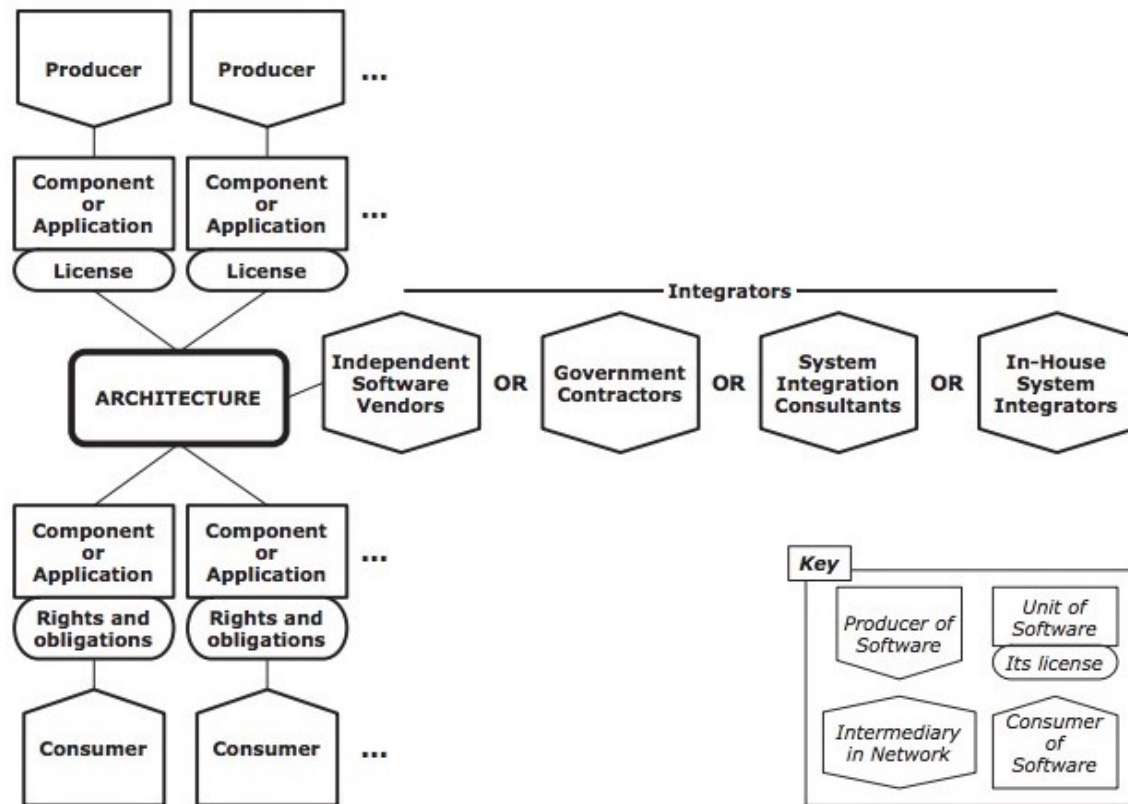 Producer
Producer
...
Component
or
Application
Component
or
Application
...
License
License
Integrators
ARCHITECTURE
Independent
Software
Vendors
OR
Government
Contractors
OR
System
Integration
Consultants
OR
In-House
System
Integrators
Component
or
Application
Component
or
Application
...
Rights and
obligations
Rights and
obligations
Consumer
Consumer
...
Key
Producer of
Software
Unit of
Software
Its license
Intermediary
in Network
Consumer
of
Software